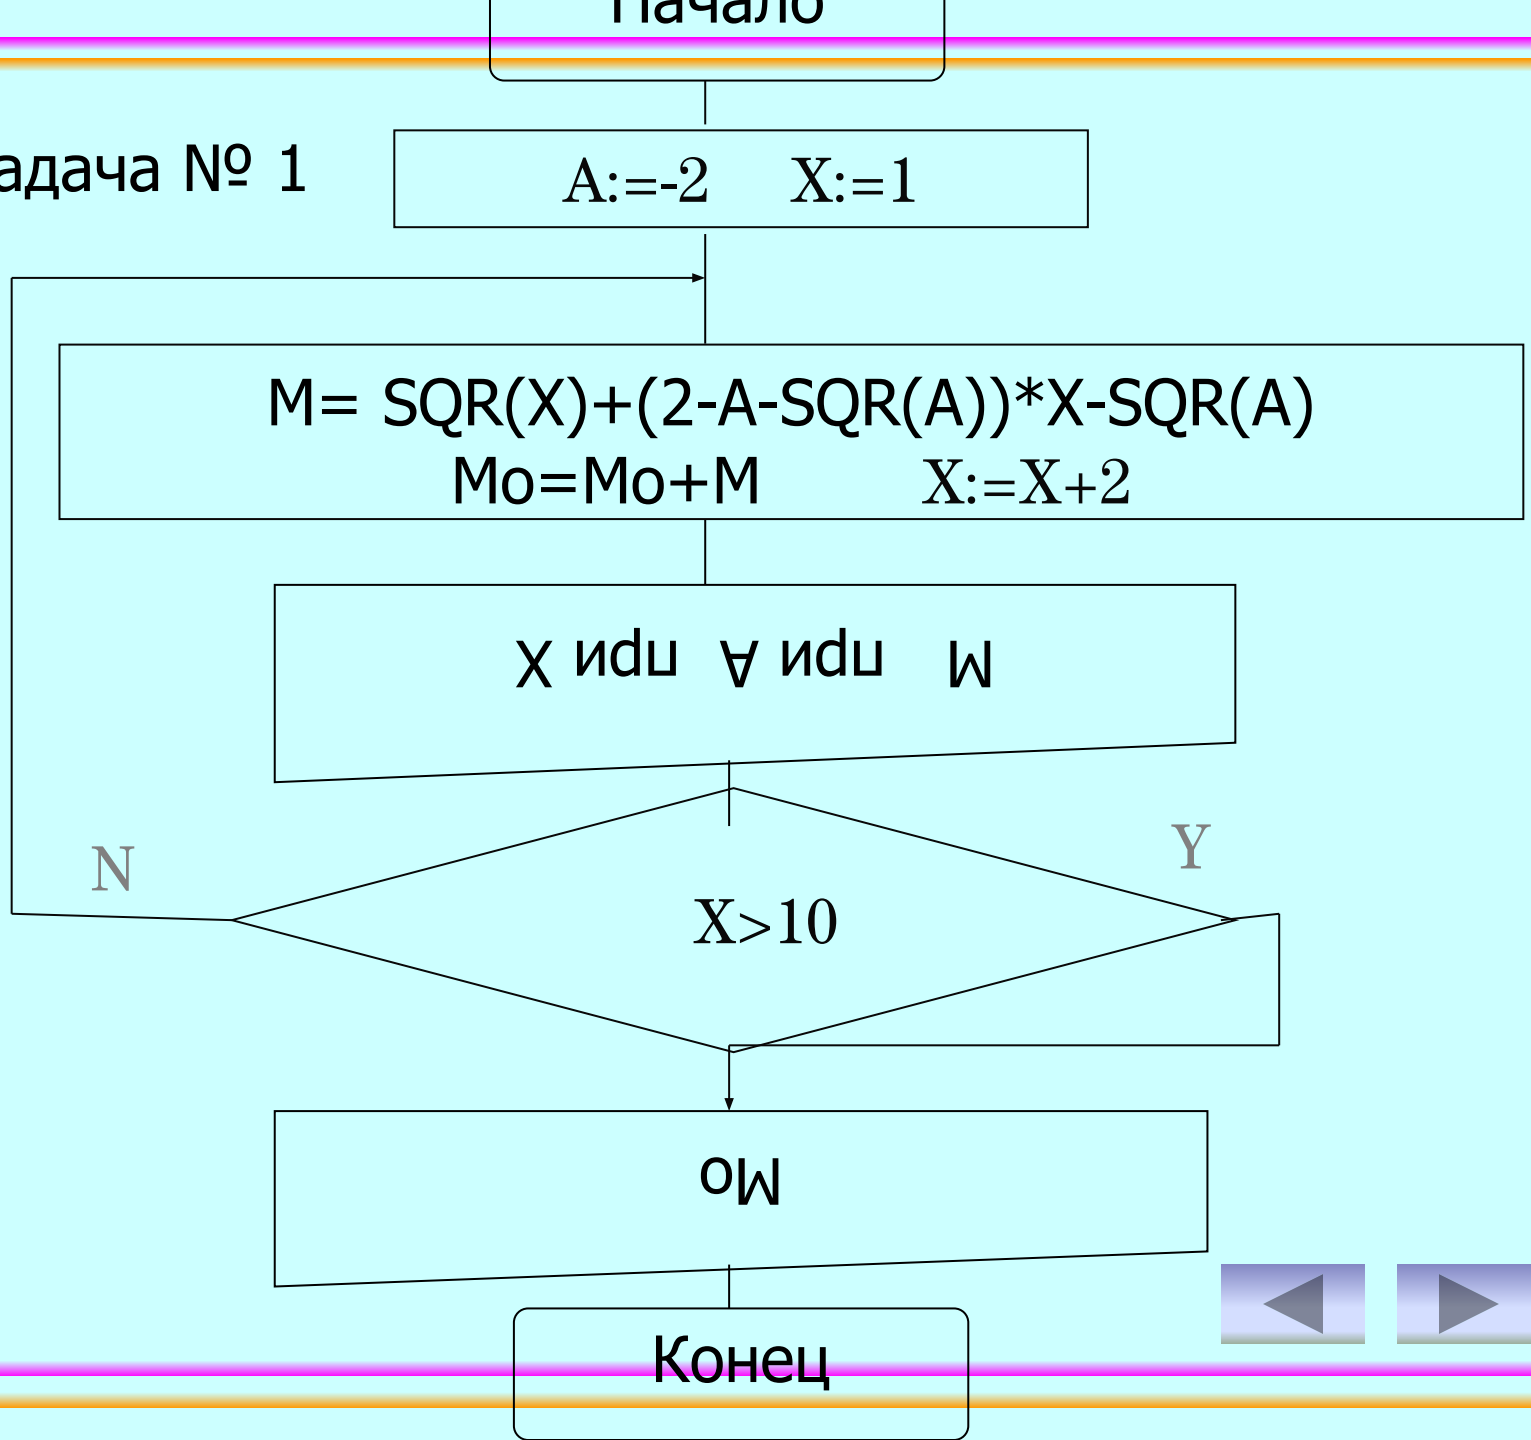 Начало
адача № 1
A:=-2 X:=1
M= SQR(X)+(2-A-SQR(A))*X-SQR(A)
Mo=Mo+M X:=X+2
M при A при X
N
Y
X>10
Mo
Конец